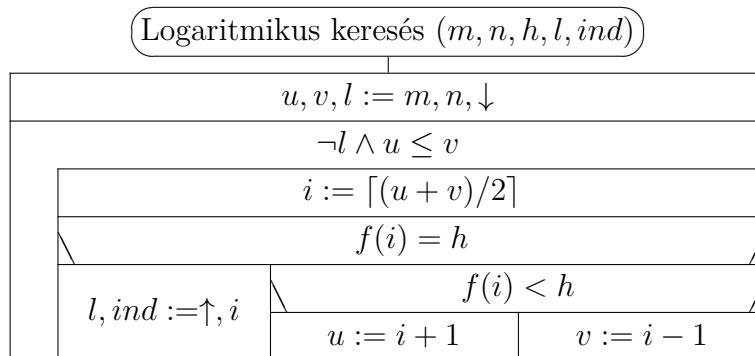 Logaritmikus keresés (m, n, h, l, ind)
u, v, l := m, n, ↓
¬l ∧ u ≤ v
i := ⌈(u + v)/2⌉
f(i) = h
l, ind :=↑, i
f(i) < h
u := i + 1
v := i − 1